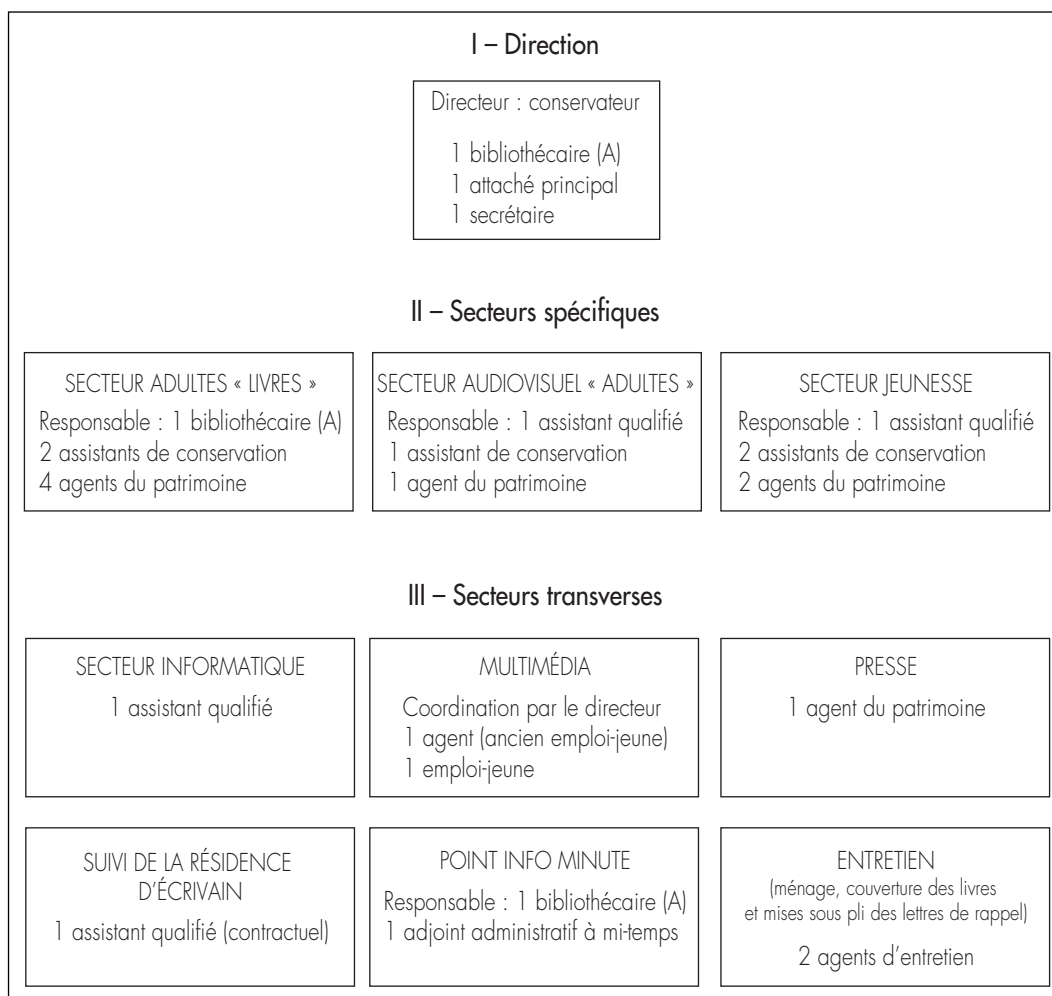 I – Direction
Directeur : conservateur
1 bibliothécaire (A)
1 attaché principal
1 secrétaire
II – Secteurs spécifiques
SECTEUR ADULTES « LIVRES »
Responsable : 1 bibliothécaire (A)
2 assistants de conservation
4 agents du patrimoine
SECTEUR AUDIOVISUEL « ADULTES »
Responsable : 1 assistant qualifié
1 assistant de conservation
1 agent du patrimoine
SECTEUR JEUNESSE
Responsable : 1 assistant qualifié
2 assistants de conservation
2 agents du patrimoine
III – Secteurs transverses
SECTEUR INFORMATIQUE
1 assistant qualifié
MULTIMÉDIA
Coordination par le directeur
1 agent (ancien emploi-jeune)
1 emploi-jeune
PRESSE
1 agent du patrimoine
SUIVI DE LA RÉSIDENCE
D'ÉCRIVAIN
1 assistant qualifié (contractuel)
POINT INFO MINUTE
Responsable : 1 bibliothécaire (A)
1 adjoint administratif à mi-temps
ENTRETIEN
(ménage, couverture des livres
et mises sous pli des lettres de rappel)
2 agents d'entretien